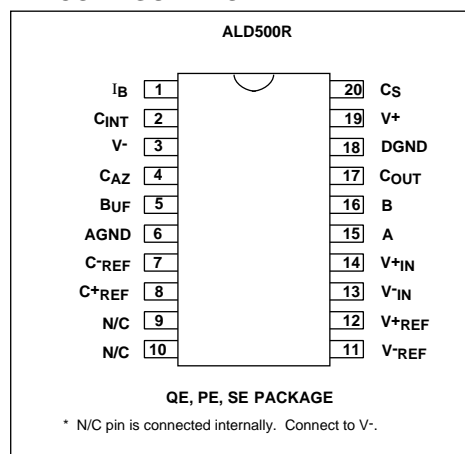 ALD500R
IB 1 20 CS
CINT 2 19 V+
V- 3 18 DGND
CAZ 4 17 COUT
BUF 5 16 B
AGND 6 15 A
C-REF 7 14 V+IN
C+REF 8 13 V-IN
N/C 9 12 V+REF
N/C 10 11 V-REF
QE, PE, SE PACKAGE
* N/C pin is connected internally. Connect to V-.